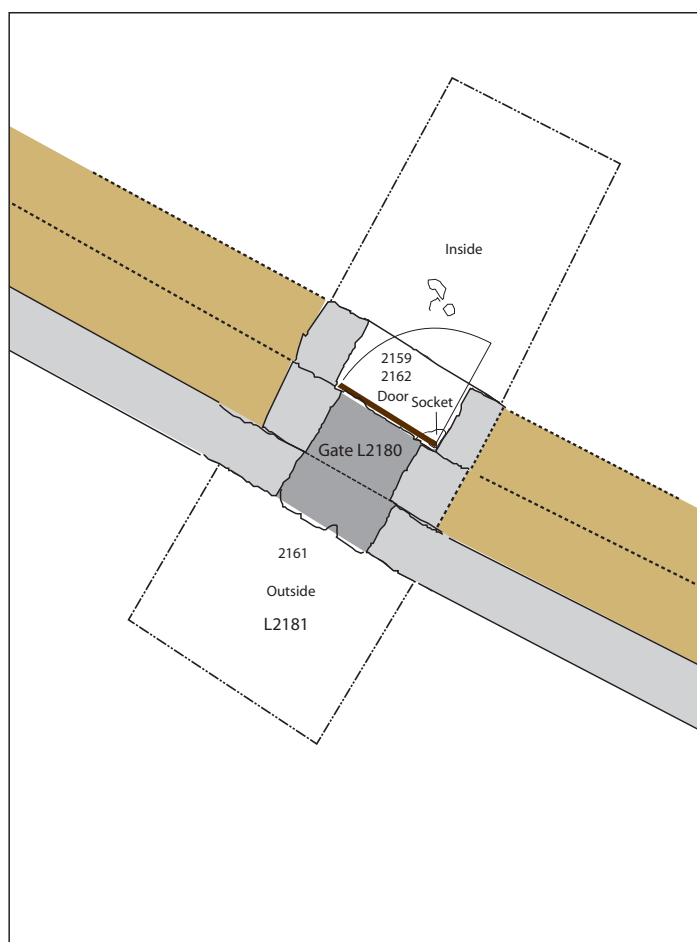 Inside
2159
2162
Door
Socket
Gate L2180
2161
Outside
L2181